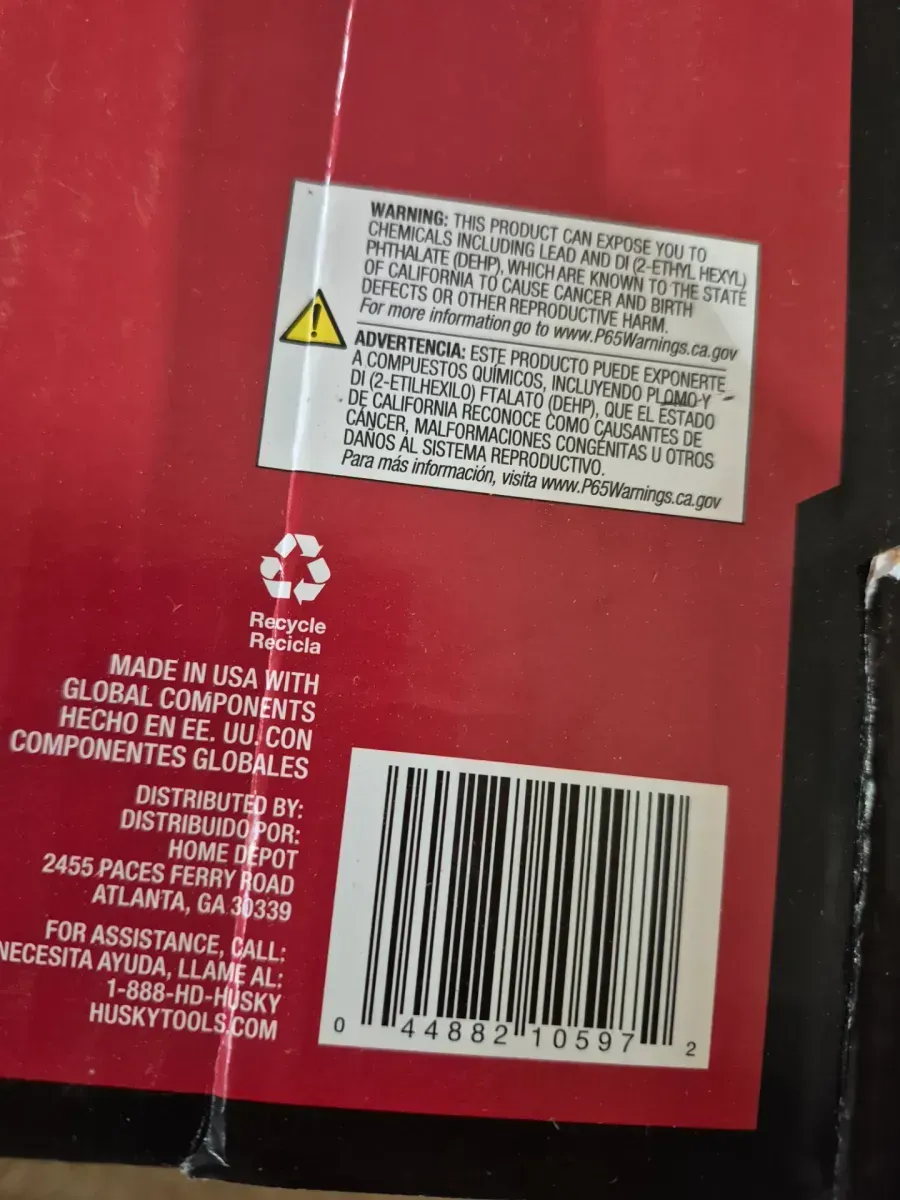 WARNING: THIS PRODUCT CAN EXPOSE YOU TO
CHEMICALS INCLUDING LEAD AND DI (2-ETHYL HEXYL)
PHTHALATE (DEHP), WHICH ARE KNOWN TO THE STATE
OF CALIFORNIA TO CAUSE CANCER AND BIRTH
DEFECTS OR OTHER REPRODUCTIVE HARM.
For more information go to www.P65Warnings.ca.gov
ADVERTENCIA: ESTE PRODUCTO PUEDE EXPONERTE
A COMPUESTOS QUÍMICOS, INCLUYENDO PLOMO Y
DI (2-ETILHEXILO) FTALATO (DEHP), QUE EL ESTADO
DE CALIFORNIA RECONOCE COMO CAUSANTES DE
CÁNCER, MALFORMACIONES CONGÉNITAS U OTROS
DAÑOS AL SISTEMA REPRODUCTIVO.
Para más información, visita www.P65Warnings.ca.gov
Recycle
Recicla
MADE IN USA WITH
GLOBAL COMPONENTS
HECHO EN EE. UU. CON
COMPONENTES GLOBALES
DISTRIBUTED BY:
DISTRIBUIDO POR:
HOME DEPOT
2455 PACES FERRY ROAD
ATLANTA, GA 30339
FOR ASSISTANCE, CALL:
NECESITA AYUDA, LLAME AL:
1-888-HD-HUSKY
HUSKYTOOLS.COM
0 44882 10597 2